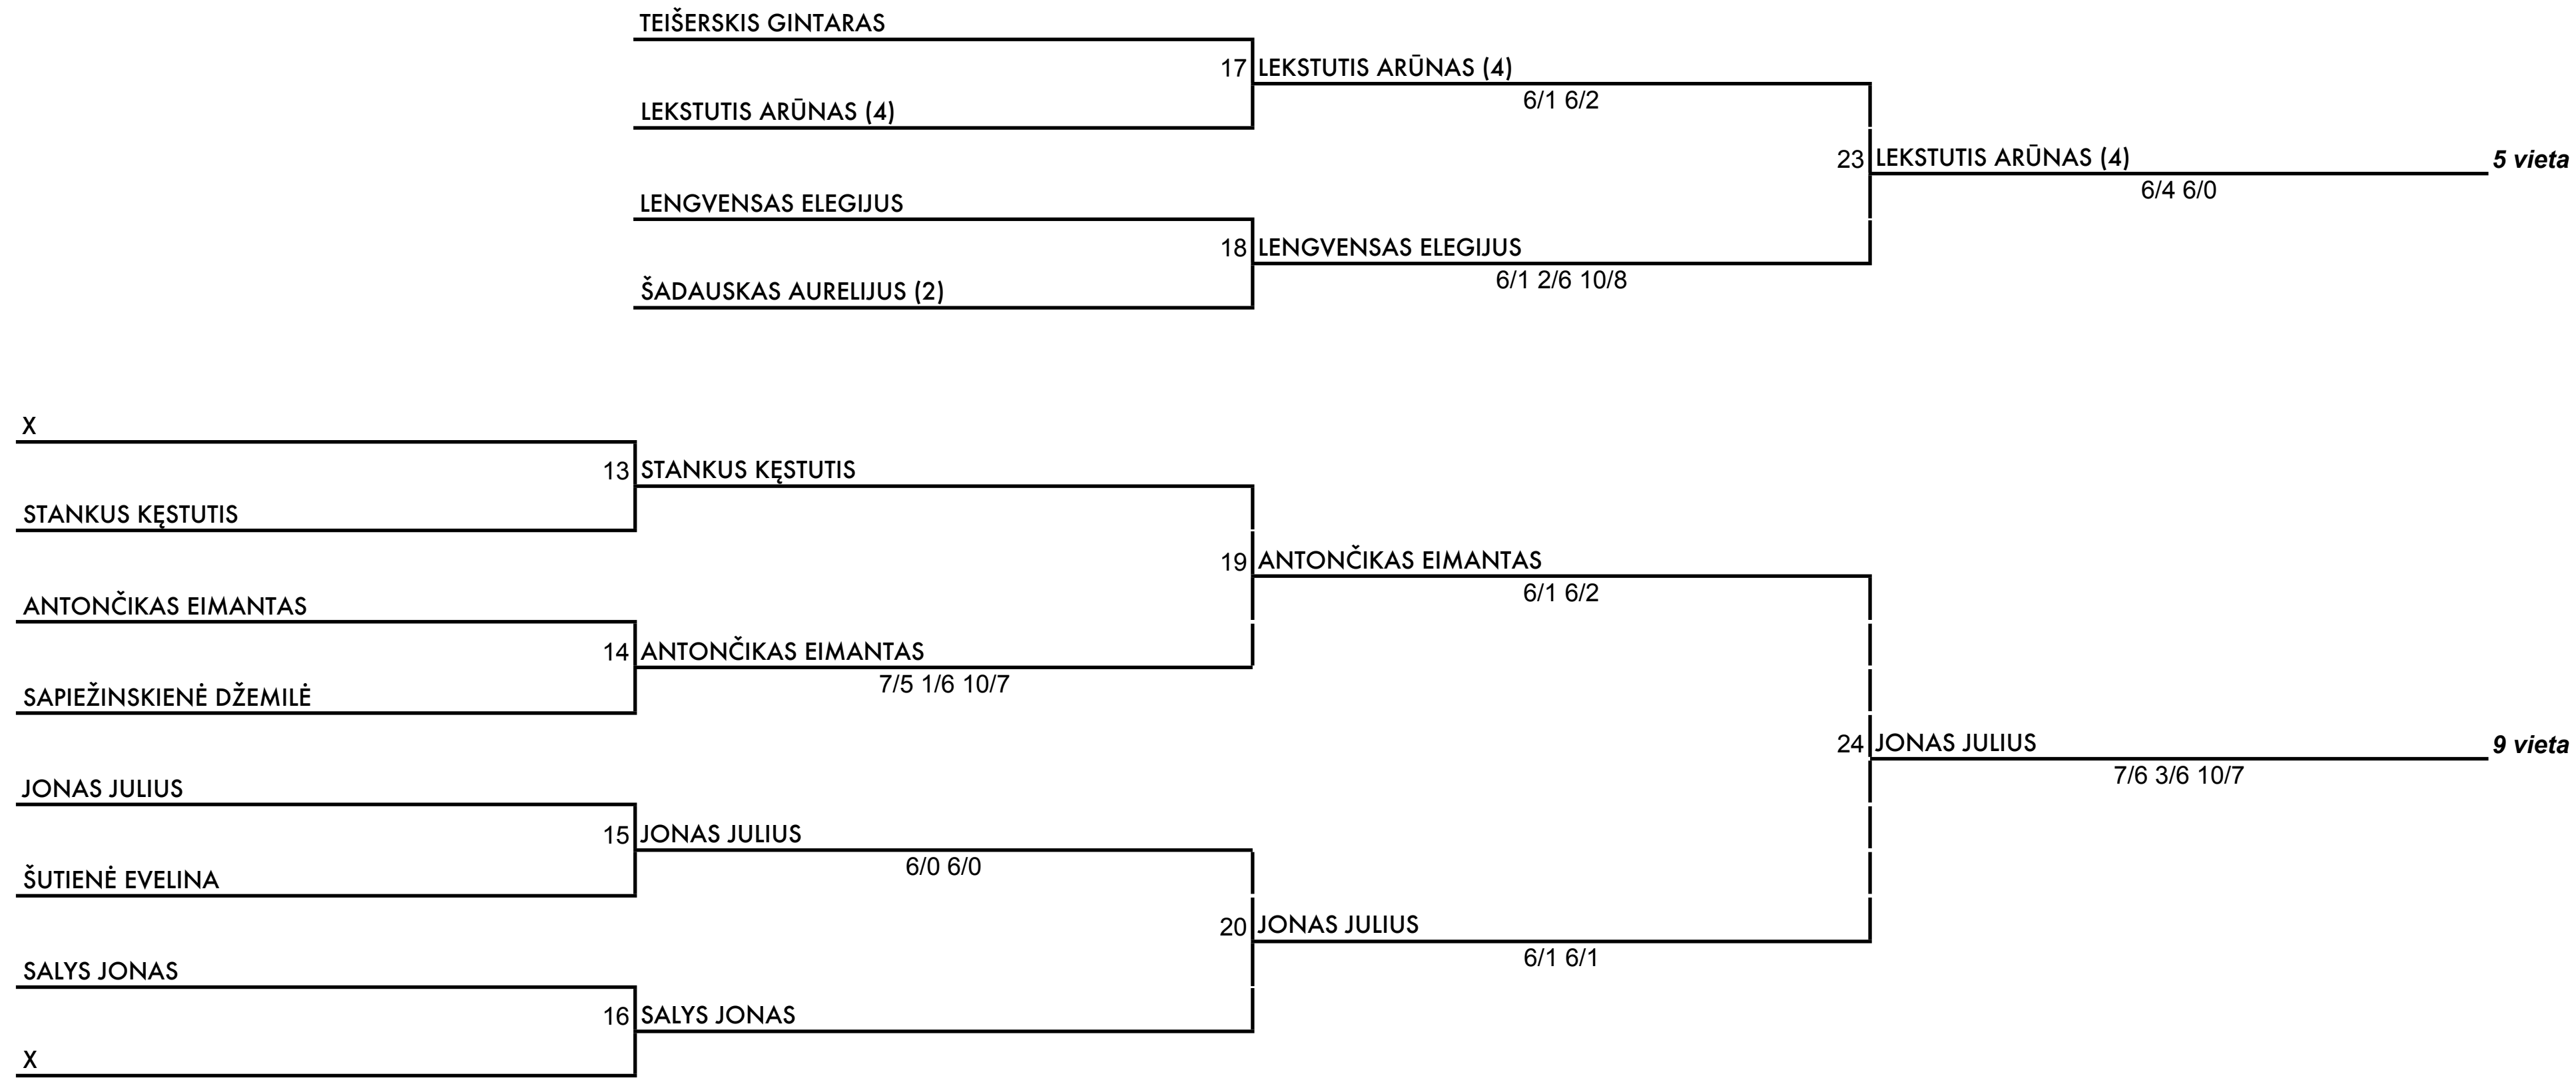 TEIŠERSKIS GINTARAS
17 LEKSTUTIS ARŪNAS (4)
6/1 6/2
LEKSTUTIS ARŪNAS (4)
23 LEKSTUTIS ARŪNAS (4) 5 vieta
6/4 6/0
LENGVENSAS ELEGIJUS
18 LENGVENSAS ELEGIJUS
6/1 2/6 10/8
ŠADAUSKAS AURELIJUS (2)
X
13 STANKUS KĘSTUTIS
STANKUS KĘSTUTIS
19 ANTONČIKAS EIMANTAS
6/1 6/2
ANTONČIKAS EIMANTAS
14 ANTONČIKAS EIMANTAS
7/5 1/6 10/7
SAPIEŽINSKIENĖ DŽEMILĖ
24 JONAS JULIUS 9 vieta
7/6 3/6 10/7
JONAS JULIUS
15 JONAS JULIUS
6/0 6/0
ŠUTIENĖ EVELINA
20 JONAS JULIUS
6/1 6/1
SALYS JONAS
16 SALYS JONAS
X